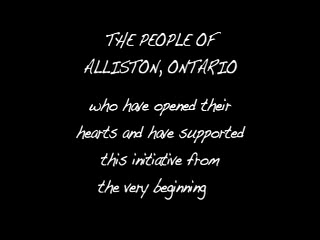 THE PEOPLE OF
ALLISTON, ONTARIO
who have opened their
hearts and have supported
this initiative from
the very beginning